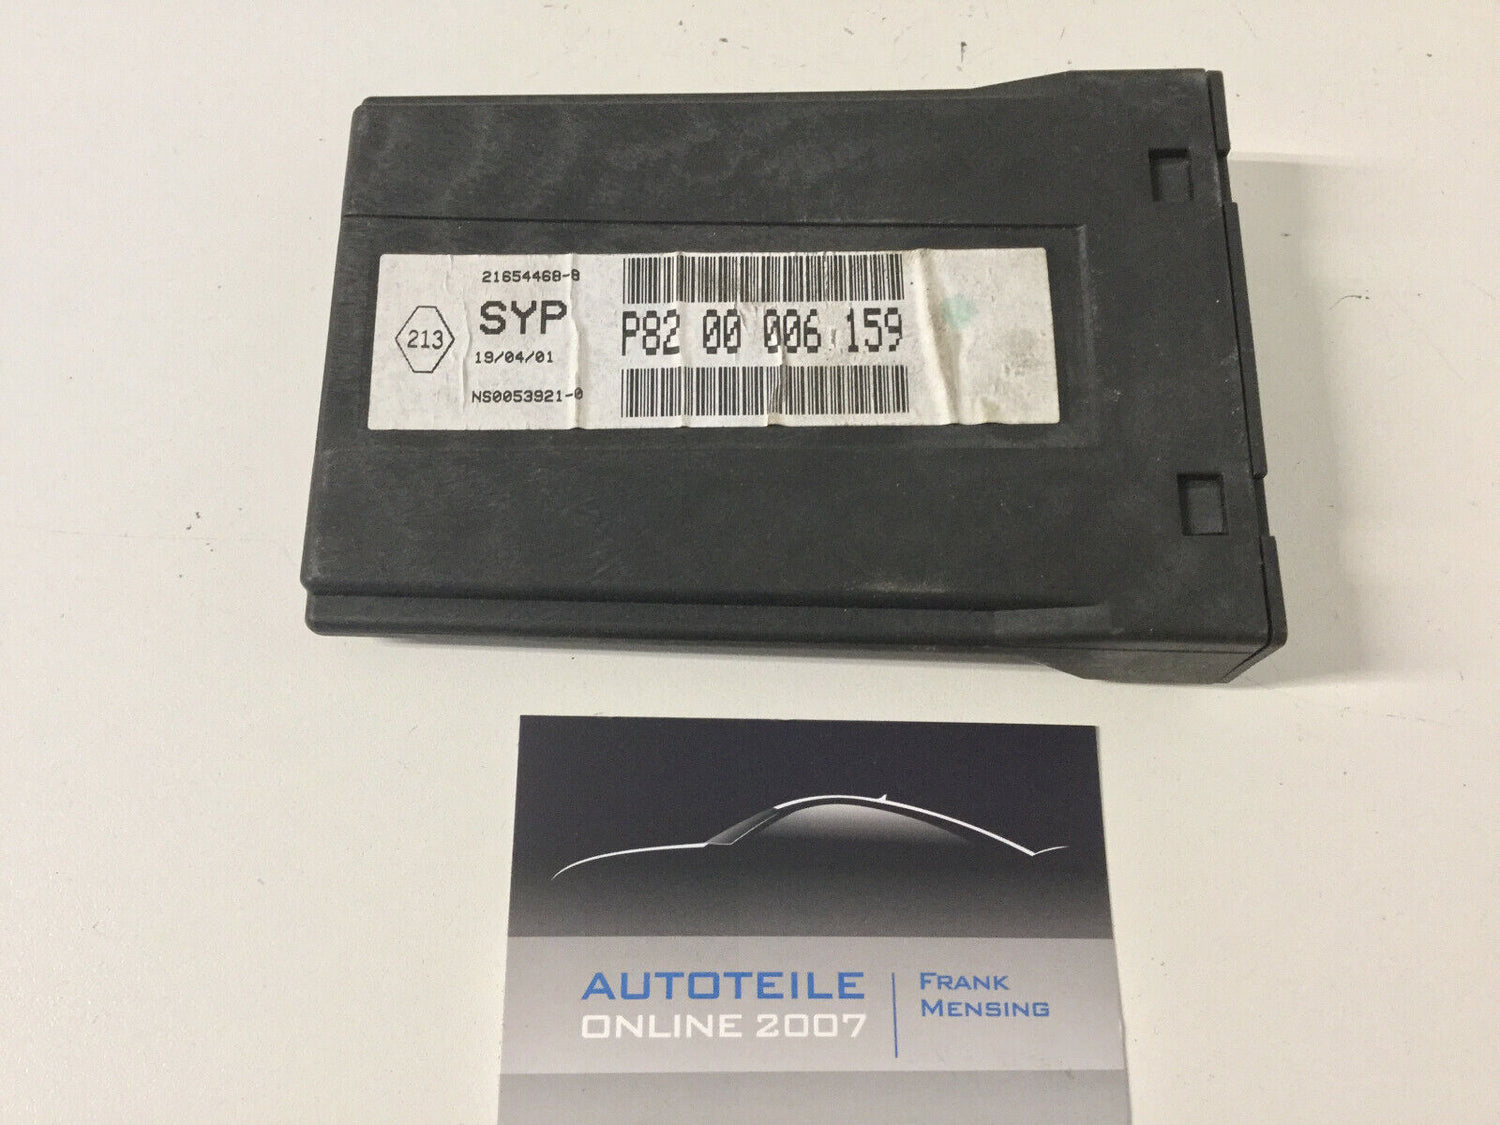 21654468-8
SYP
213
19/04/01
NS0053921-0
P82 00 006 159
AUTOTEILE
ONLINE 2007
FRANK
MENSING